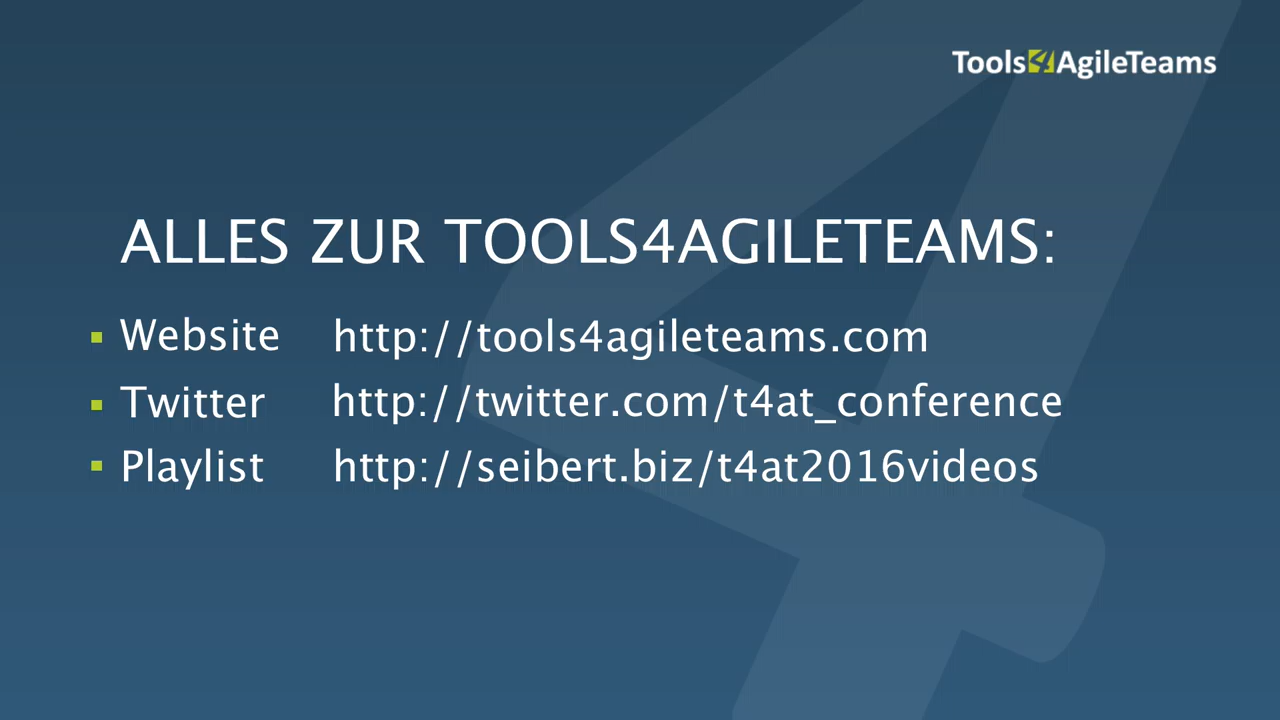 Tools4AgileTeams
ALLES ZUR TOOLS4AGILETEAMS:
Website http://tools4agileteams.com
Twitter http://twitter.com/t4at_conference
Playlist http://seibert.biz/t4at2016videos